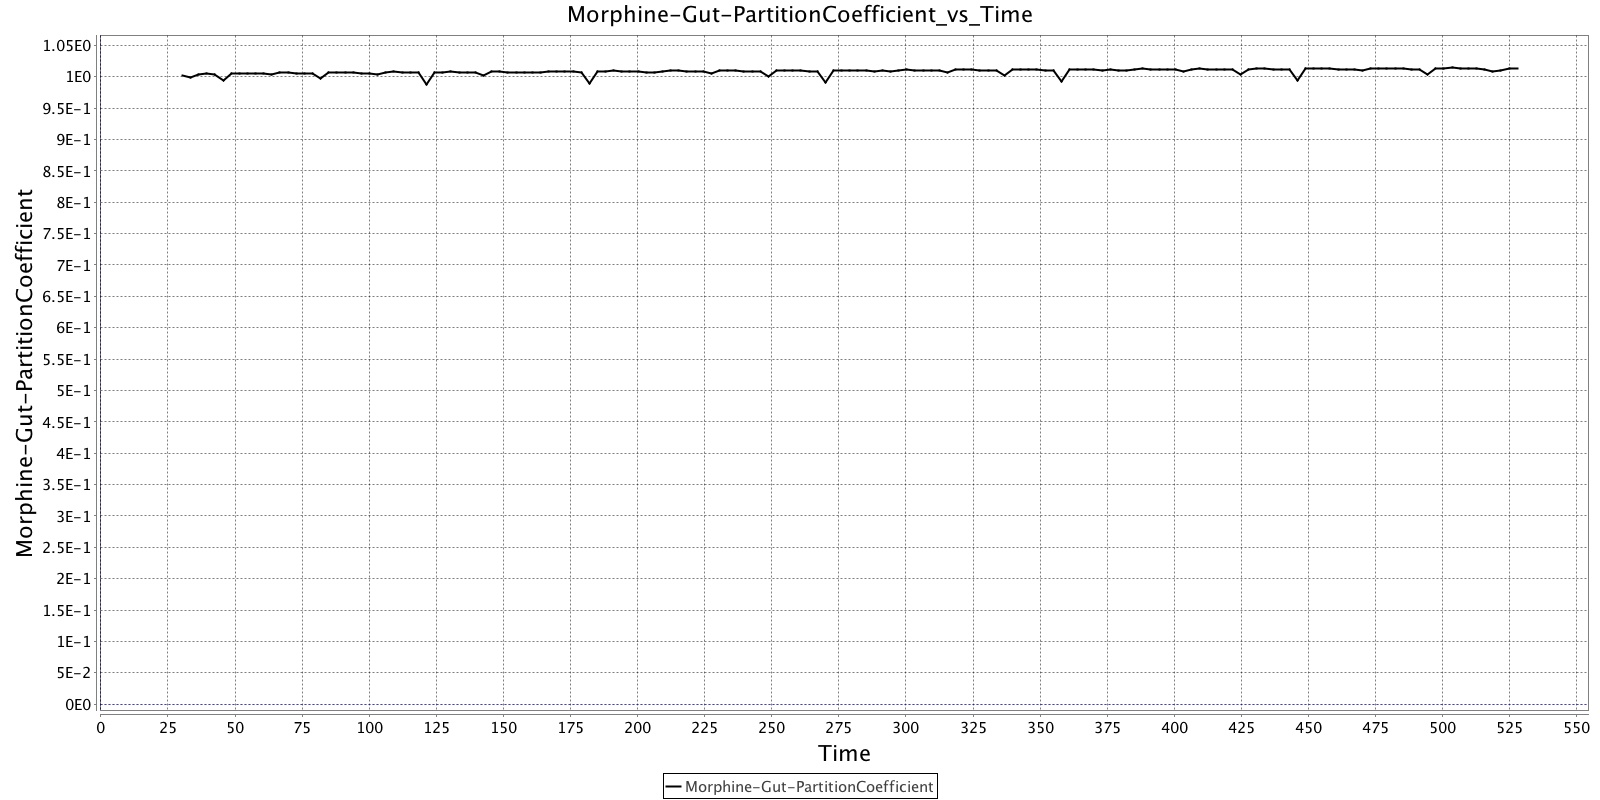 Morphine-Gut-PartitionCoefficient_vs_Time
Morphine-Gut-PartitionCoefficient
1.05E0
1E0
9.5E-1
9E-1
8.5E-1
8E-1
7.5E-1
7E-1
6.5E-1
6E-1
5.5E-1
5E-1
4.5E-1
4E-1
3.5E-1
3E-1
2.5E-1
2E-1
1.5E-1
1E-1
5E-2
0E0
0 25 50 75 100 125 150 175 200 225 250 275 300 325 350 375 400 425 450 475 500 525 550
Time
Morphine-Gut-PartitionCoefficient